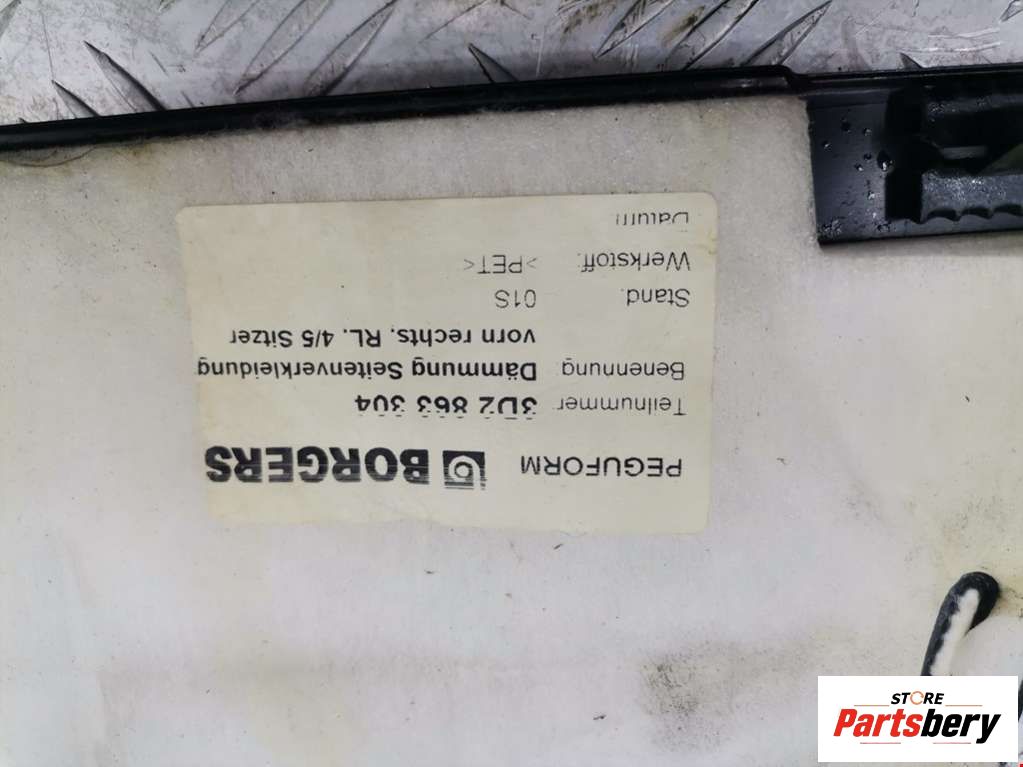 PEGUFORM BORGERS
Teilnummer: 3D2 863 304
Benennung: Dämmung Seitenverkleidung
vorn rechts, RL. 4/5 Sitzer
Stand: 01S
Werkstoff: >PET<
Datum:
STORE
Partsbery